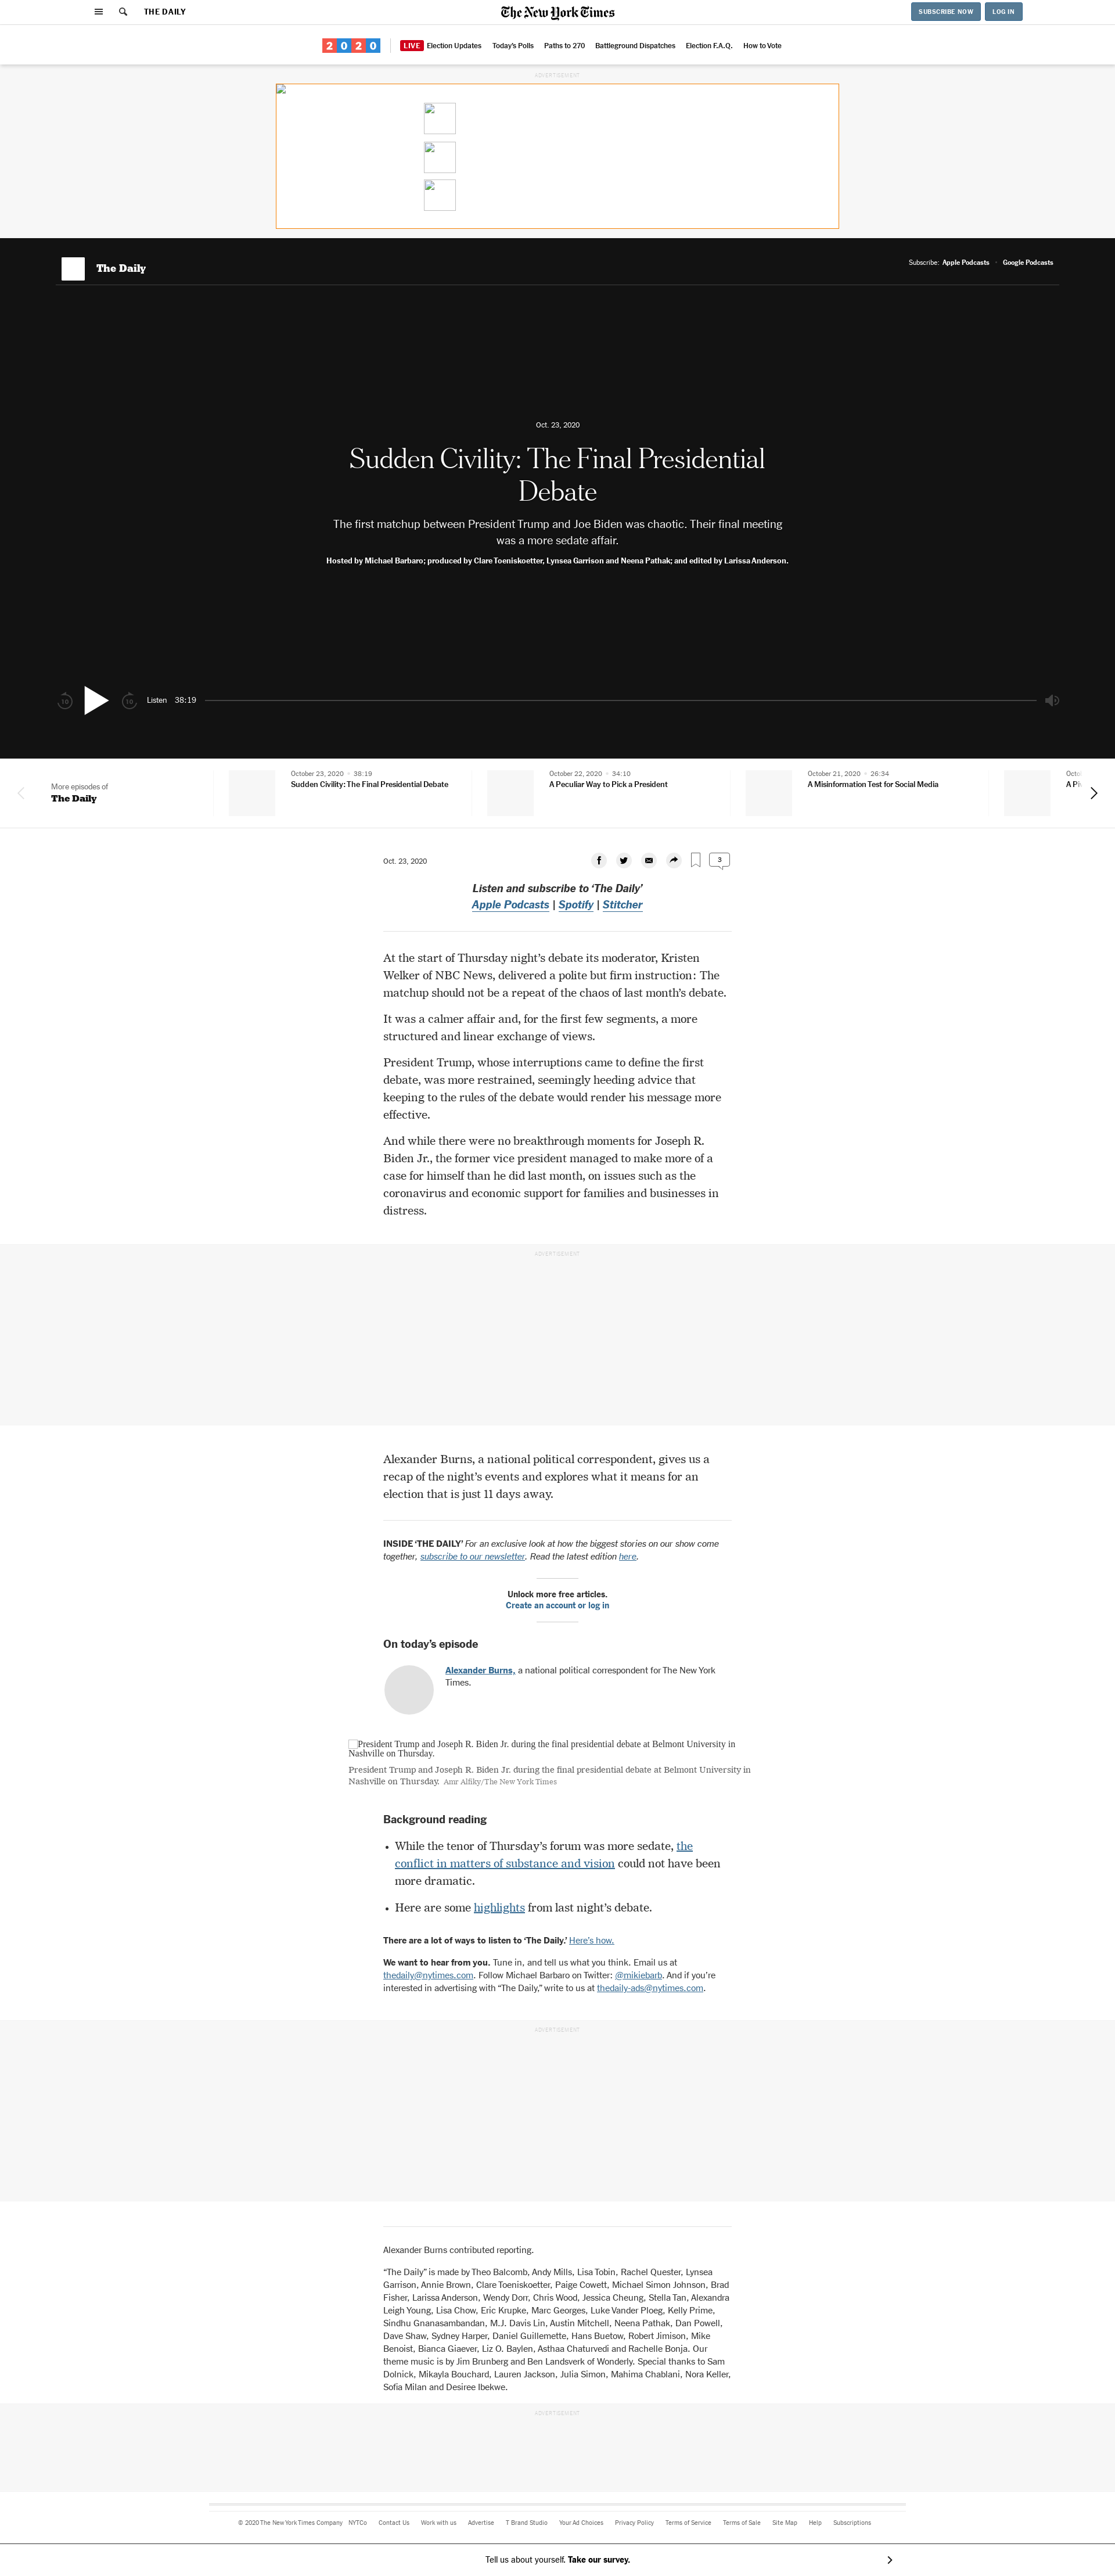 THE DAILY
The New York Times
SUBSCRIBE NOW
LOG IN
2020
LIVE Election Updates
Today's Polls
Paths to 270
Battleground Dispatches
Election F.A.Q.
How to Vote
ADVERTISEMENT
The Daily
Subscribe: Apple Podcasts
Google Podcasts
Oct. 23, 2020
Sudden Civility: The Final Presidential
Debate
The first matchup between President Trump and Joe Biden was chaotic. Their final meeting
was a more sedate affair.
Hosted by Michael Barbaro; produced by Clare Toeniskoetter, Lynsea Garrison and Neena Pathak; and edited by Larissa Anderson.
10
10
Listen 38:19
More episodes of
The Daily
October 23, 2020 • 38:19
Sudden Civility: The Final Presidential Debate
October 22, 2020 • 34:10
A Peculiar Way to Pick a President
October 21, 2020 • 26:34
A Misinformation Test for Social Media
Oct. 23, 2020
3
Listen and subscribe to ‘The Daily’
Apple Podcasts | Spotify | Stitcher
At the start of Thursday night’s debate its moderator, Kristen
Welker of NBC News, delivered a polite but firm instruction: The
matchup should not be a repeat of the chaos of last month’s debate.
It was a calmer affair and, for the first few segments, a more
structured and linear exchange of views.
President Trump, whose interruptions came to define the first
debate, was more restrained, seemingly heeding advice that
keeping to the rules of the debate would render his message more
effective.
And while there were no breakthrough moments for Joseph R.
Biden Jr., the former vice president managed to make more of a
case for himself than he did last month, on issues such as the
coronavirus and economic support for families and businesses in
distress.
ADVERTISEMENT
Alexander Burns, a national political correspondent, gives us a
recap of the night’s events and explores what it means for an
election that is just 11 days away.
INSIDE ‘THE DAILY’ For an exclusive look at how the biggest stories on our show come
together, subscribe to our newsletter. Read the latest edition here.
Unlock more free articles.
Create an account or log in
On today’s episode
Alexander Burns, a national political correspondent for The New York
Times.
President Trump and Joseph R. Biden Jr. during the final presidential debate at Belmont University in
Nashville on Thursday.
President Trump and Joseph R. Biden Jr. during the final presidential debate at Belmont University in
Nashville on Thursday. Amr Alfiky/The New York Times
Background reading
• While the tenor of Thursday’s forum was more sedate, the
conflict in matters of substance and vision could not have been
more dramatic.
• Here are some highlights from last night’s debate.
There are a lot of ways to listen to ‘The Daily.’ Here’s how.
We want to hear from you. Tune in, and tell us what you think. Email us at
thedaily@nytimes.com. Follow Michael Barbaro on Twitter: @mikiebarb. And if you’re
interested in advertising with “The Daily,” write to us at thedaily-ads@nytimes.com.
ADVERTISEMENT
Alexander Burns contributed reporting.
“The Daily” is made by Theo Balcomb, Andy Mills, Lisa Tobin, Rachel Quester, Lynsea
Garrison, Annie Brown, Clare Toeniskoetter, Paige Cowett, Michael Simon Johnson, Brad
Fisher, Larissa Anderson, Wendy Dorr, Chris Wood, Jessica Cheung, Stella Tan, Alexandra
Leigh Young, Lisa Chow, Eric Krupke, Marc Georges, Luke Vander Ploeg, Kelly Prime,
Sindhu Gnanasambandan, M.J. Davis Lin, Austin Mitchell, Neena Pathak, Dan Powell,
Dave Shaw, Sydney Harper, Daniel Guillemette, Hans Buetow, Robert Jimison, Mike
Benoist, Bianca Giaever, Liz O. Baylen, Asthaa Chaturvedi and Rachelle Bonja. Our
theme music is by Jim Brunberg and Ben Landsverk of Wonderly. Special thanks to Sam
Dolnick, Mikayla Bouchard, Lauren Jackson, Julia Simon, Mahima Chablani, Nora Keller,
Sofia Milan and Desiree Ibekwe.
ADVERTISEMENT
© 2020 The New York Times Company
NYTCo
Contact Us
Work with us
Advertise
T Brand Studio
Your Ad Choices
Privacy Policy
Terms of Service
Terms of Sale
Site Map
Help
Subscriptions
Tell us about yourself. Take our survey.